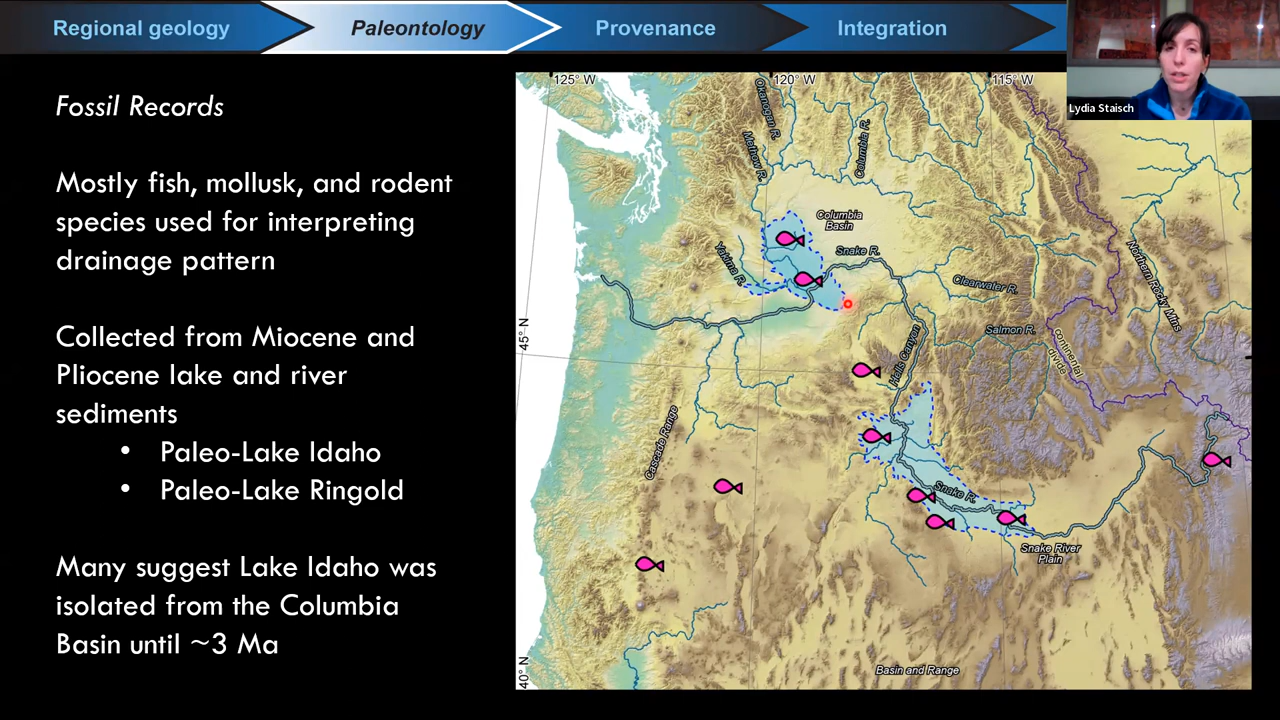 Regional geology
Paleontology
Provenance
Integration
Lydia Staisch
Fossil Records
Mostly fish, mollusk, and rodent
species used for interpreting
drainage pattern
Collected from Miocene and
Pliocene lake and river
sediments
• Paleo-Lake Idaho
• Paleo-Lake Ringold
Many suggest Lake Idaho was
isolated from the Columbia
Basin until ~3 Ma
125° W
120° W
115° W
Okanogan R.
Methow R.
Columbia R.
Columbia
Basin
Yakima R.
Snake R.
Clearwater R.
Northern Rocky Mtns
45° N
Salmon R.
Hells Canyon
continental
divide
Cascade Range
Snake R.
Snake River
Plain
Basin and Range
40° N